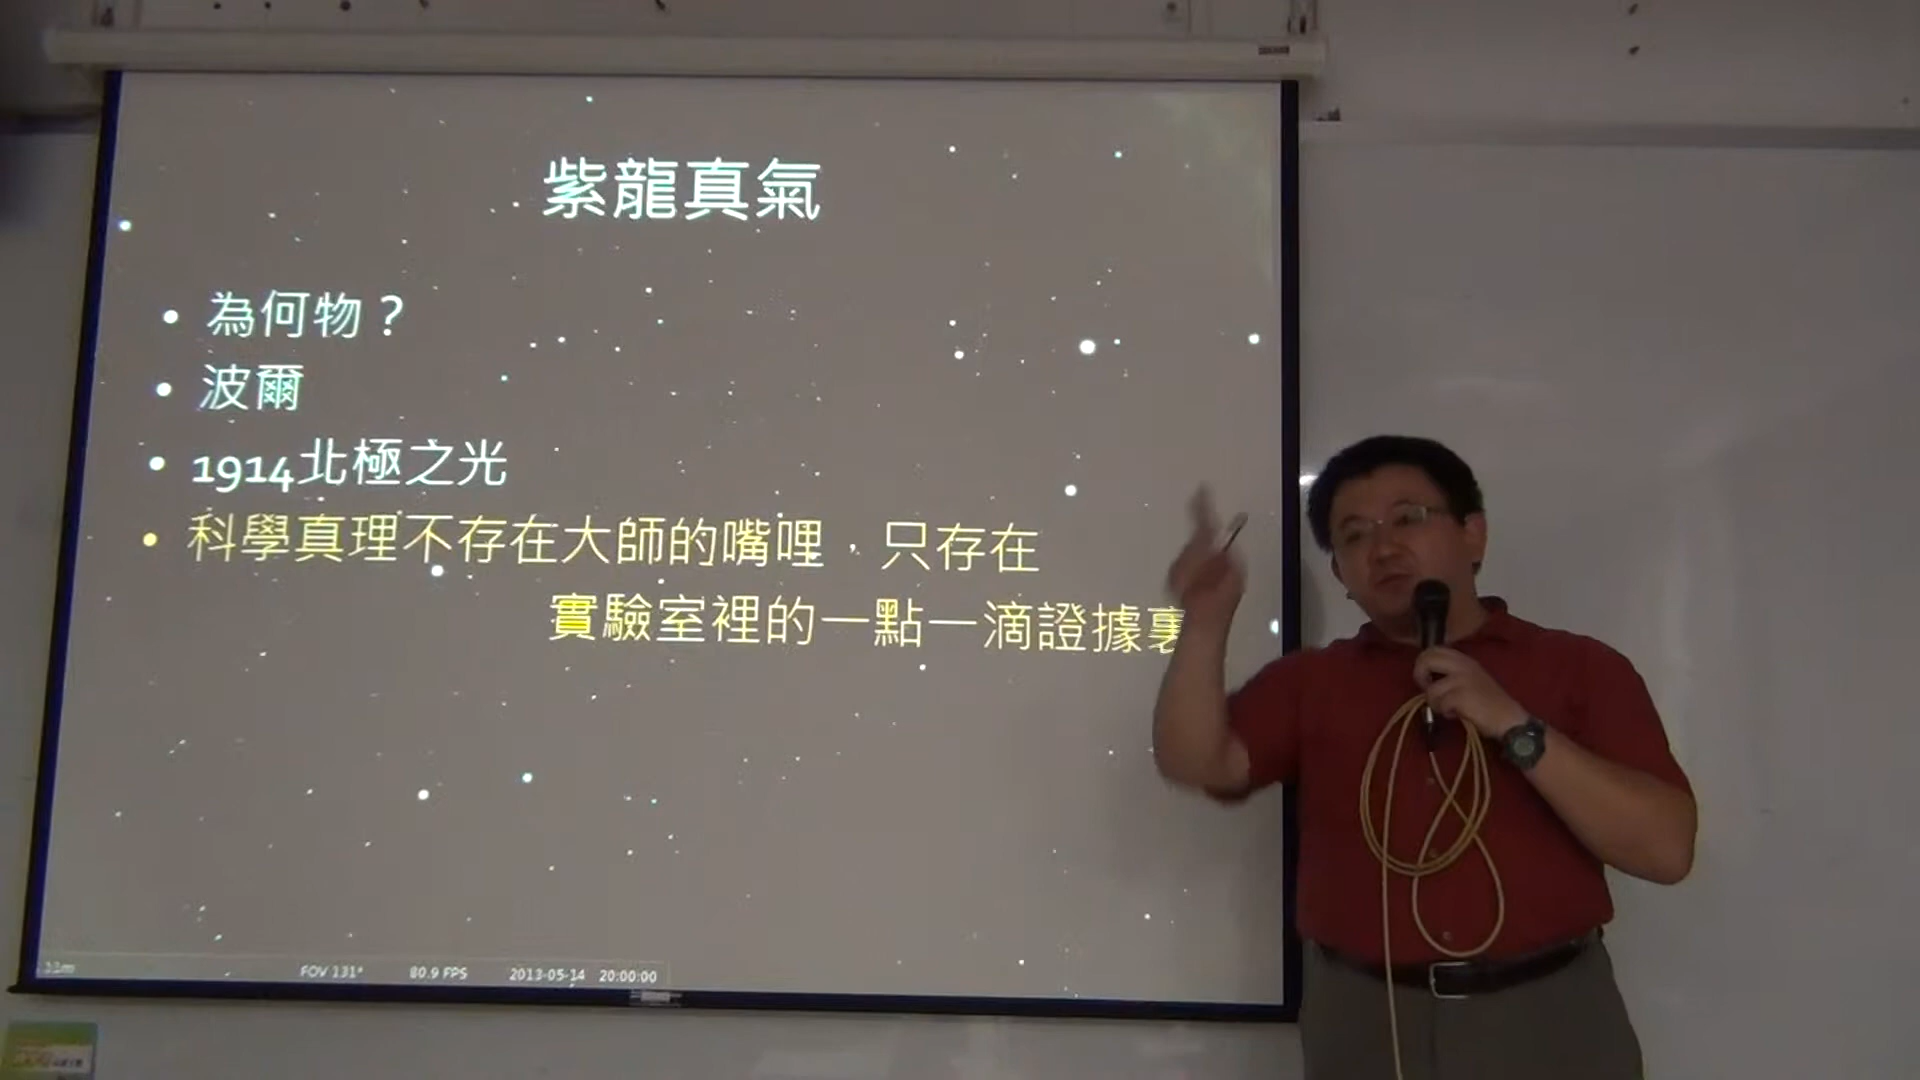 紫龍真氣
• 為何物？
• 波爾
• 1914北極之光
• 科學真理不存在大師的嘴哩，只存在
實驗室裡的一點一滴證據裏
FOV 131° 80.9 FPS 2013-05-14 20:00:00